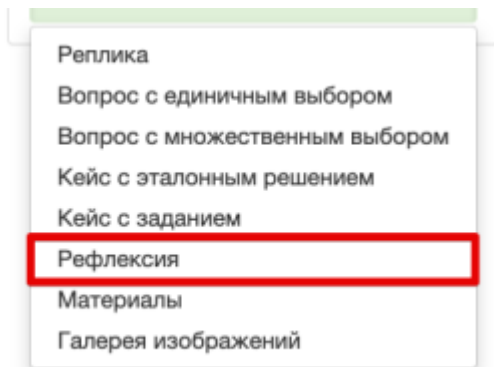 Реплика
Вопрос с единичным выбором
Вопрос с множественным выбором
Кейс с эталонным решением
Кейс с заданием
Рефлексия
Материалы
Галерея изображений